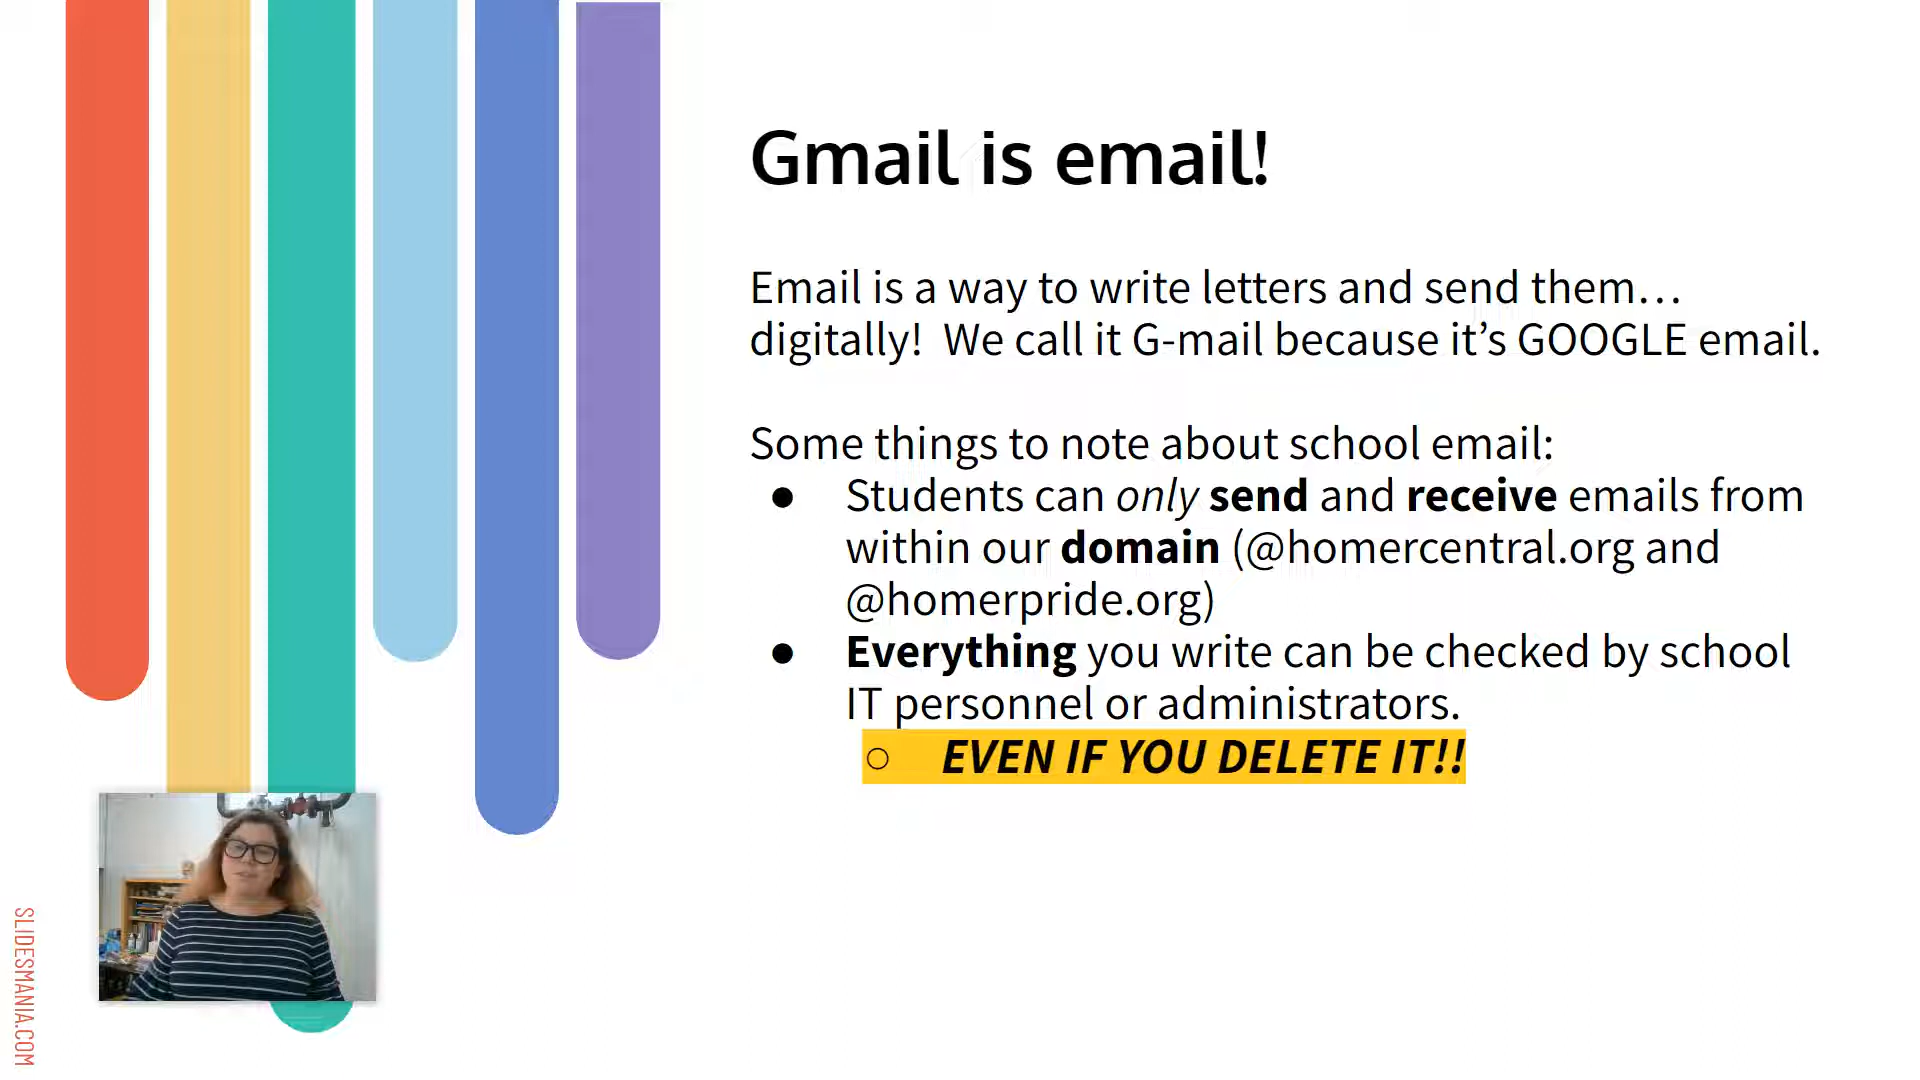 Gmail is email!
Email is a way to write letters and send them…
digitally!  We call it G-mail because it’s GOOGLE email.
Some things to note about school email:
● Students can only send and receive emails from
within our domain (@homercentral.org and
@homerpride.org)
● Everything you write can be checked by school
IT personnel or administrators.
○ EVEN IF YOU DELETE IT!!
SLIDESMANIA.COM